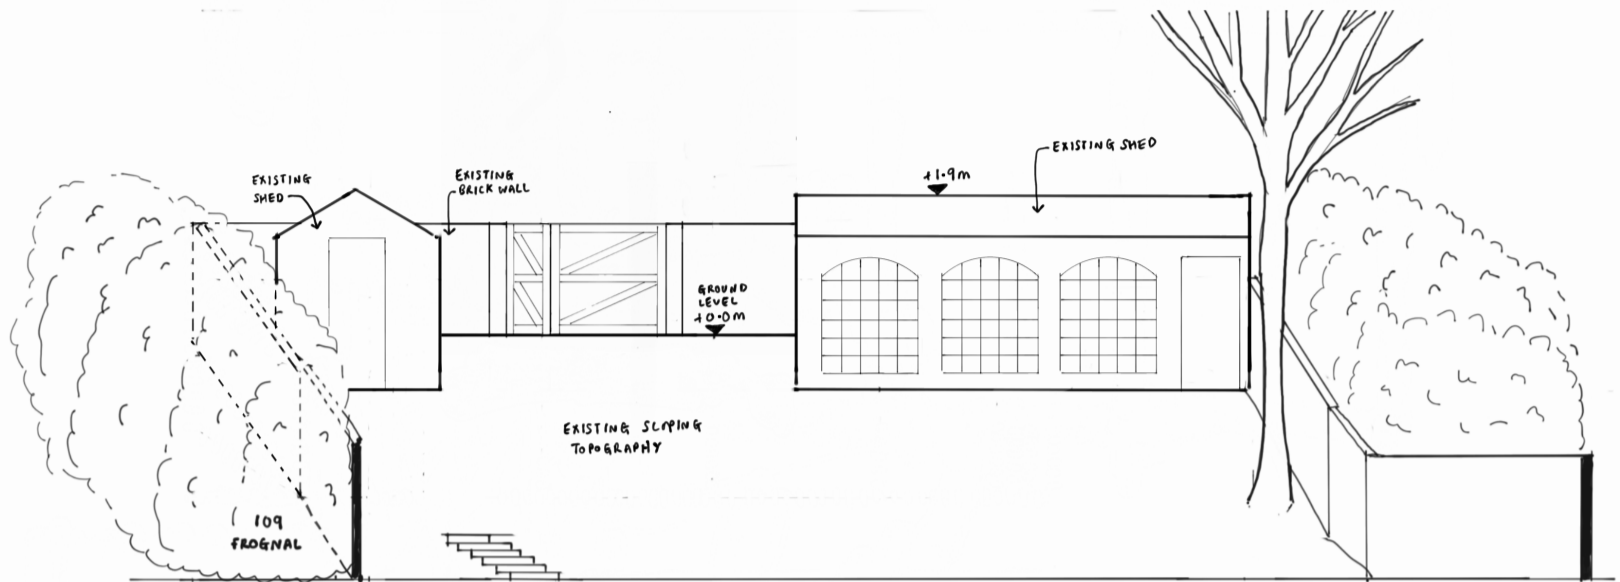 EXISTING
SHED
EXISTING
BRICK WALL
+1.9m
EXISTING SHED
GROUND
LEVEL
+0.0m
EXISTING SLOPING
TOPOGRAPHY
109
FROGNAL